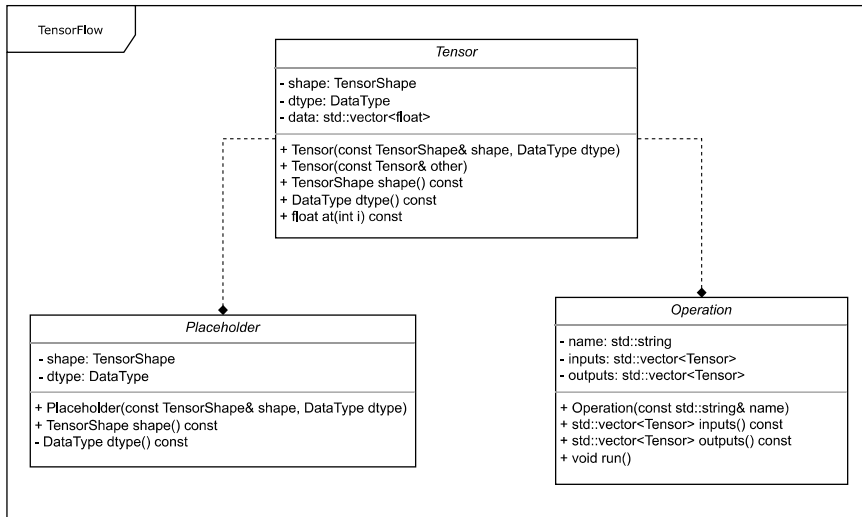 TensorFlow
Tensor
- shape: TensorShape
- dtype: DataType
- data: std::vector<float>
+ Tensor(const TensorShape& shape, DataType dtype)
+ Tensor(const Tensor& other)
+ TensorShape shape() const
+ DataType dtype() const
+ float at(int i) const
Placeholder
- shape: TensorShape
- dtype: DataType
+ Placeholder(const TensorShape& shape, DataType dtype)
+ TensorShape shape() const
- DataType dtype() const
Operation
- name: std::string
- inputs: std::vector<Tensor>
- outputs: std::vector<Tensor>
+ Operation(const std::string& name)
+ std::vector<Tensor> inputs() const
+ std::vector<Tensor> outputs() const
+ void run()